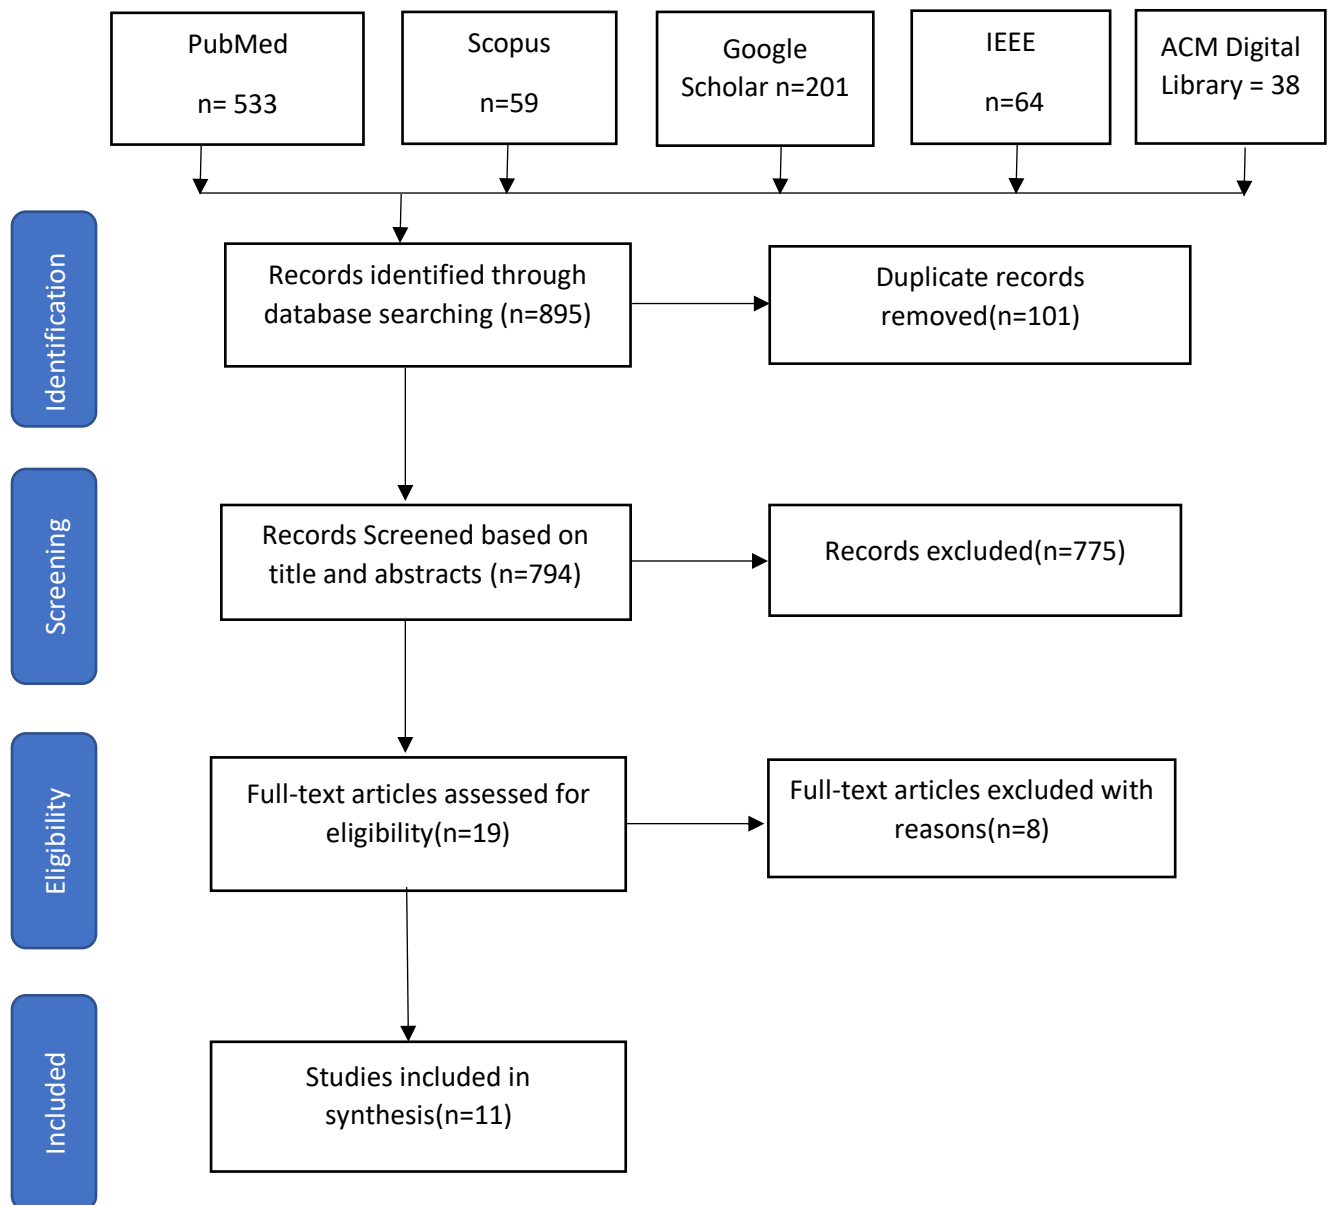 PubMed
n= 533
Scopus
n=59
Google
Scholar n=201
IEEE
n=64
ACM Digital
Library = 38
Identification
Records identified through
database searching (n=895)
Duplicate records
removed(n=101)
Screening
Records Screened based on
title and abstracts (n=794)
Records excluded(n=775)
Eligibility
Full-text articles assessed for
eligibility(n=19)
Full-text articles excluded with
reasons(n=8)
Included
Studies included in
synthesis(n=11)